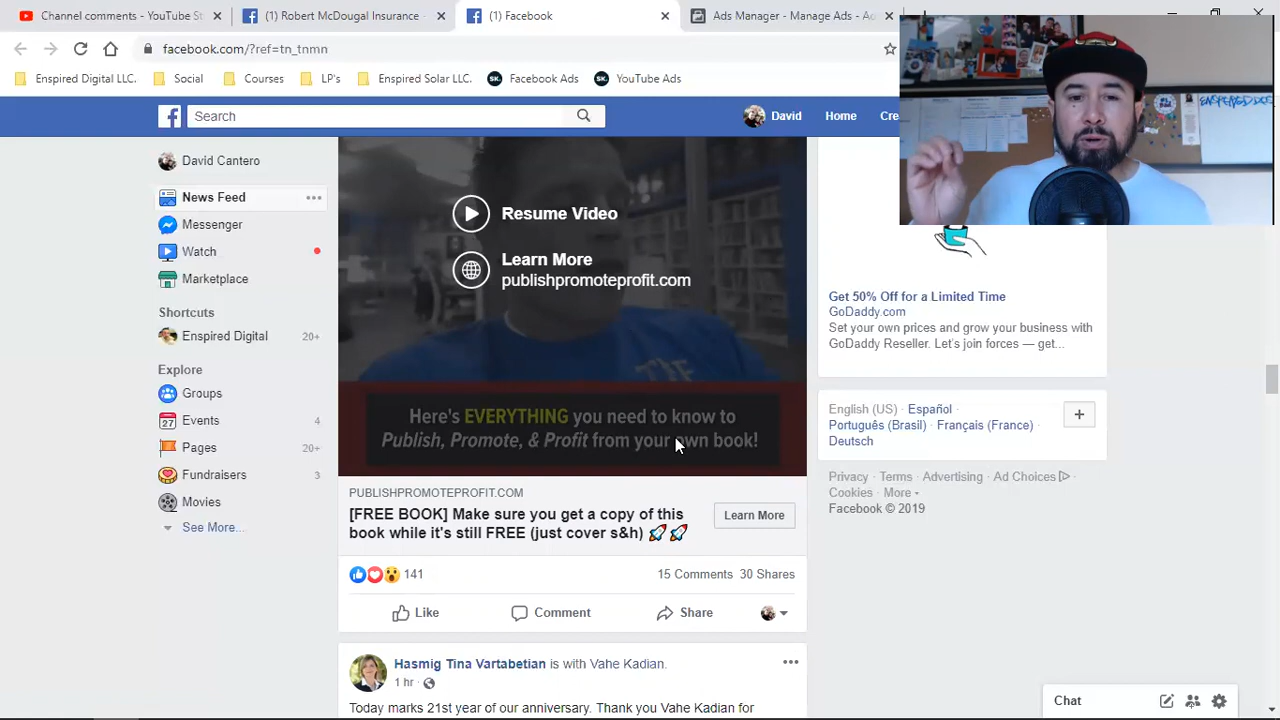 Channel comments - YouTube S
(1) Robert McDougal Insurance
(1) Facebook
Ads Manager - Manage Ads - Ad
facebook.com/?ref=tn_tnmn
Enspired Digital LLC.
Social
Courses
LP's
Enspired Solar LLC.
Facebook Ads
YouTube Ads
Search
David
Home
Cre
David Cantero
News Feed
Messenger
Watch
Marketplace
Shortcuts
Enspired Digital 20+
Explore
Groups
Events 4
Pages 20+
Fundraisers 3
Movies
See More...
Resume Video
Learn More
publishpromoteprofit.com
Here's EVERYTHING you need to know to
Publish, Promote, & Profit from your own book!
PUBLISHPROMOTEPROFIT.COM
[FREE BOOK] Make sure you get a copy of this
book while it's still FREE (just cover s&h) 🚀🚀
Learn More
141
15 Comments 30 Shares
Like
Comment
Share
Hasmig Tina Vartabetian is with Vahe Kadian.
1 hr
Today marks 21st year of our anniversary. Thank you Vahe Kadian for
Get 50% Off for a Limited Time
GoDaddy.com
Set your own prices and grow your business with
GoDaddy Reseller. Let's join forces — get...
English (US) · Español ·
Português (Brasil) · Français (France) ·
Deutsch
Privacy · Terms · Advertising · Ad Choices ·
Cookies · More
Facebook © 2019
Chat